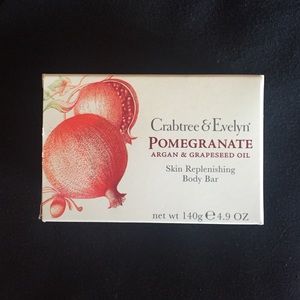 Crabtree & Evelyn®
POMEGRANATE
ARGAN & GRAPESEED OIL
Skin Replenishing
Body Bar
net wt 140g ℮ 4.9 OZ